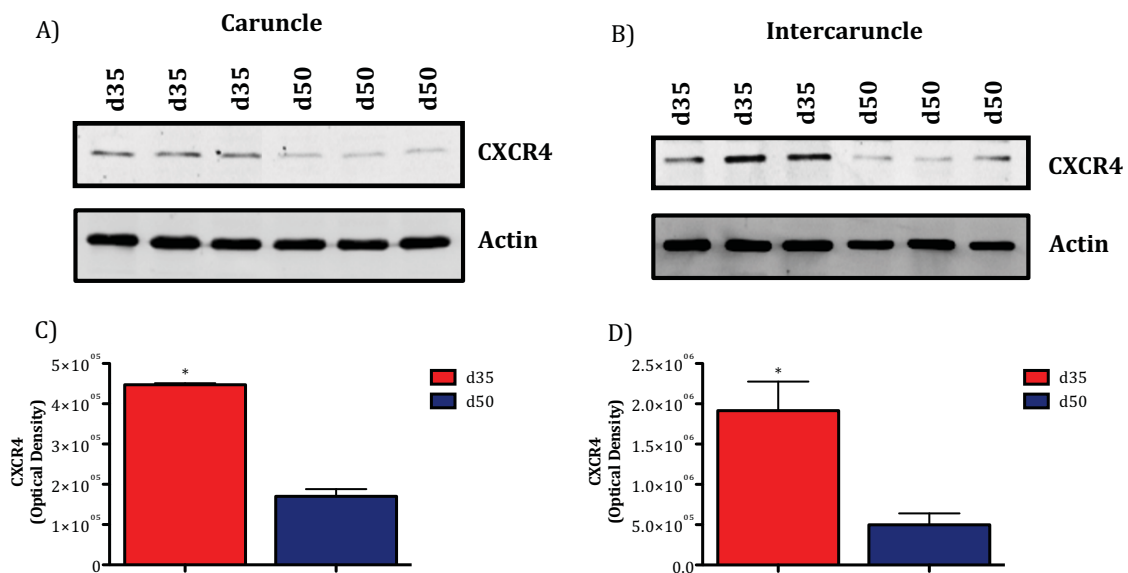 A)
Caruncle
d35 d35 d35 d50 d50 d50
CXCR4
Actin
B)
Intercaruncle
d35 d35 d35 d50 d50 d50
CXCR4
Actin
C)
CXCR4
(Optical Density)
5×10⁰⁵
4×10⁰⁵
3×10⁰⁵
2×10⁰⁵
1×10⁰⁵
0
*
d35
d50
D)
CXCR4
(Optical Density)
2.5×10⁰⁶
2.0×10⁰⁶
1.5×10⁰⁶
1.0×10⁰⁶
5.0×10⁰⁵
0.0
*
d35
d50